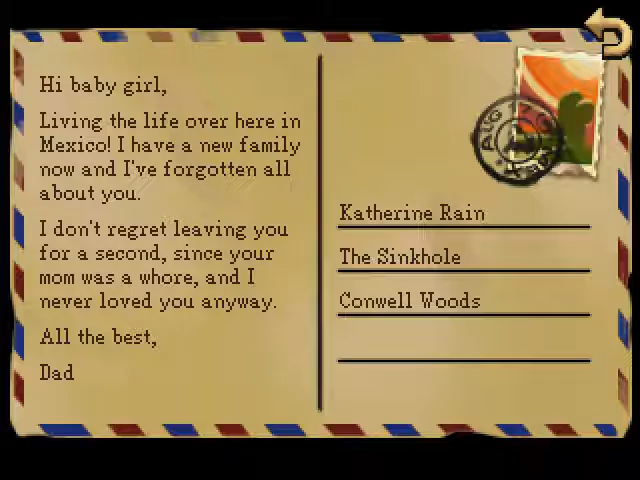 Hi baby girl,
Living the life over here in
Mexico! I have a new family
now and I've forgotten all
about you.
I don't regret leaving you
for a second, since your
mom was a whore, and I
never loved you anyway.
All the best,
Dad
AUG
Katherine Rain
The Sinkhole
Conwell Woods